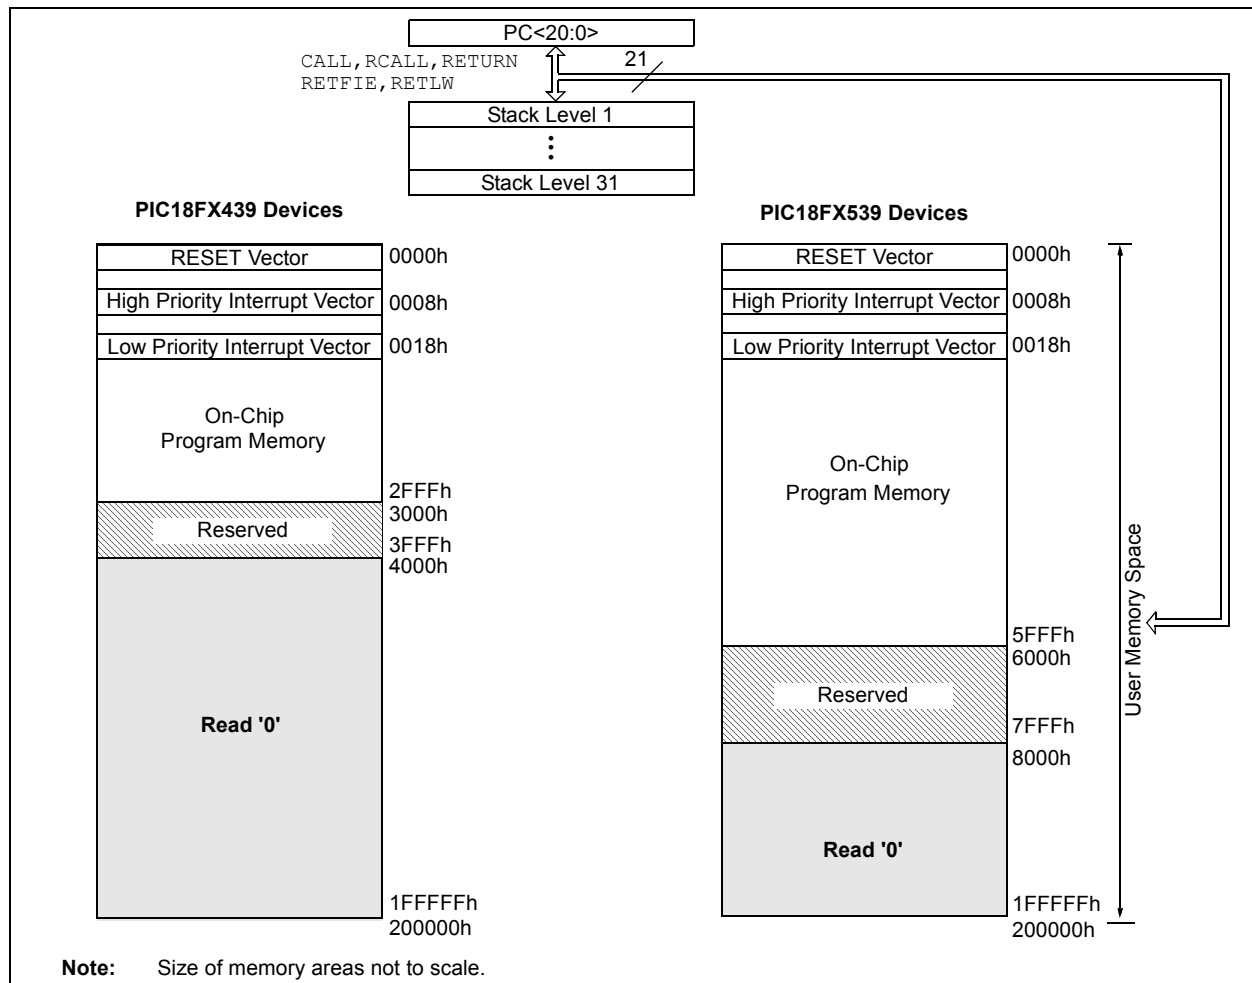 PC<20:0>
CALL,RCALL,RETURN
RETFIE,RETLW
21
Stack Level 1
Stack Level 31
PIC18FX439 Devices
RESET Vector
0000h
High Priority Interrupt Vector
0008h
Low Priority Interrupt Vector
0018h
On-Chip
Program Memory
2FFFh
3000h
Reserved
3FFFh
4000h
Read '0'
1FFFFFh
200000h
PIC18FX539 Devices
RESET Vector
0000h
High Priority Interrupt Vector
0008h
Low Priority Interrupt Vector
0018h
On-Chip
Program Memory
5FFFh
6000h
Reserved
7FFFh
8000h
Read '0'
1FFFFFh
200000h
User Memory Space
Note: Size of memory areas not to scale.